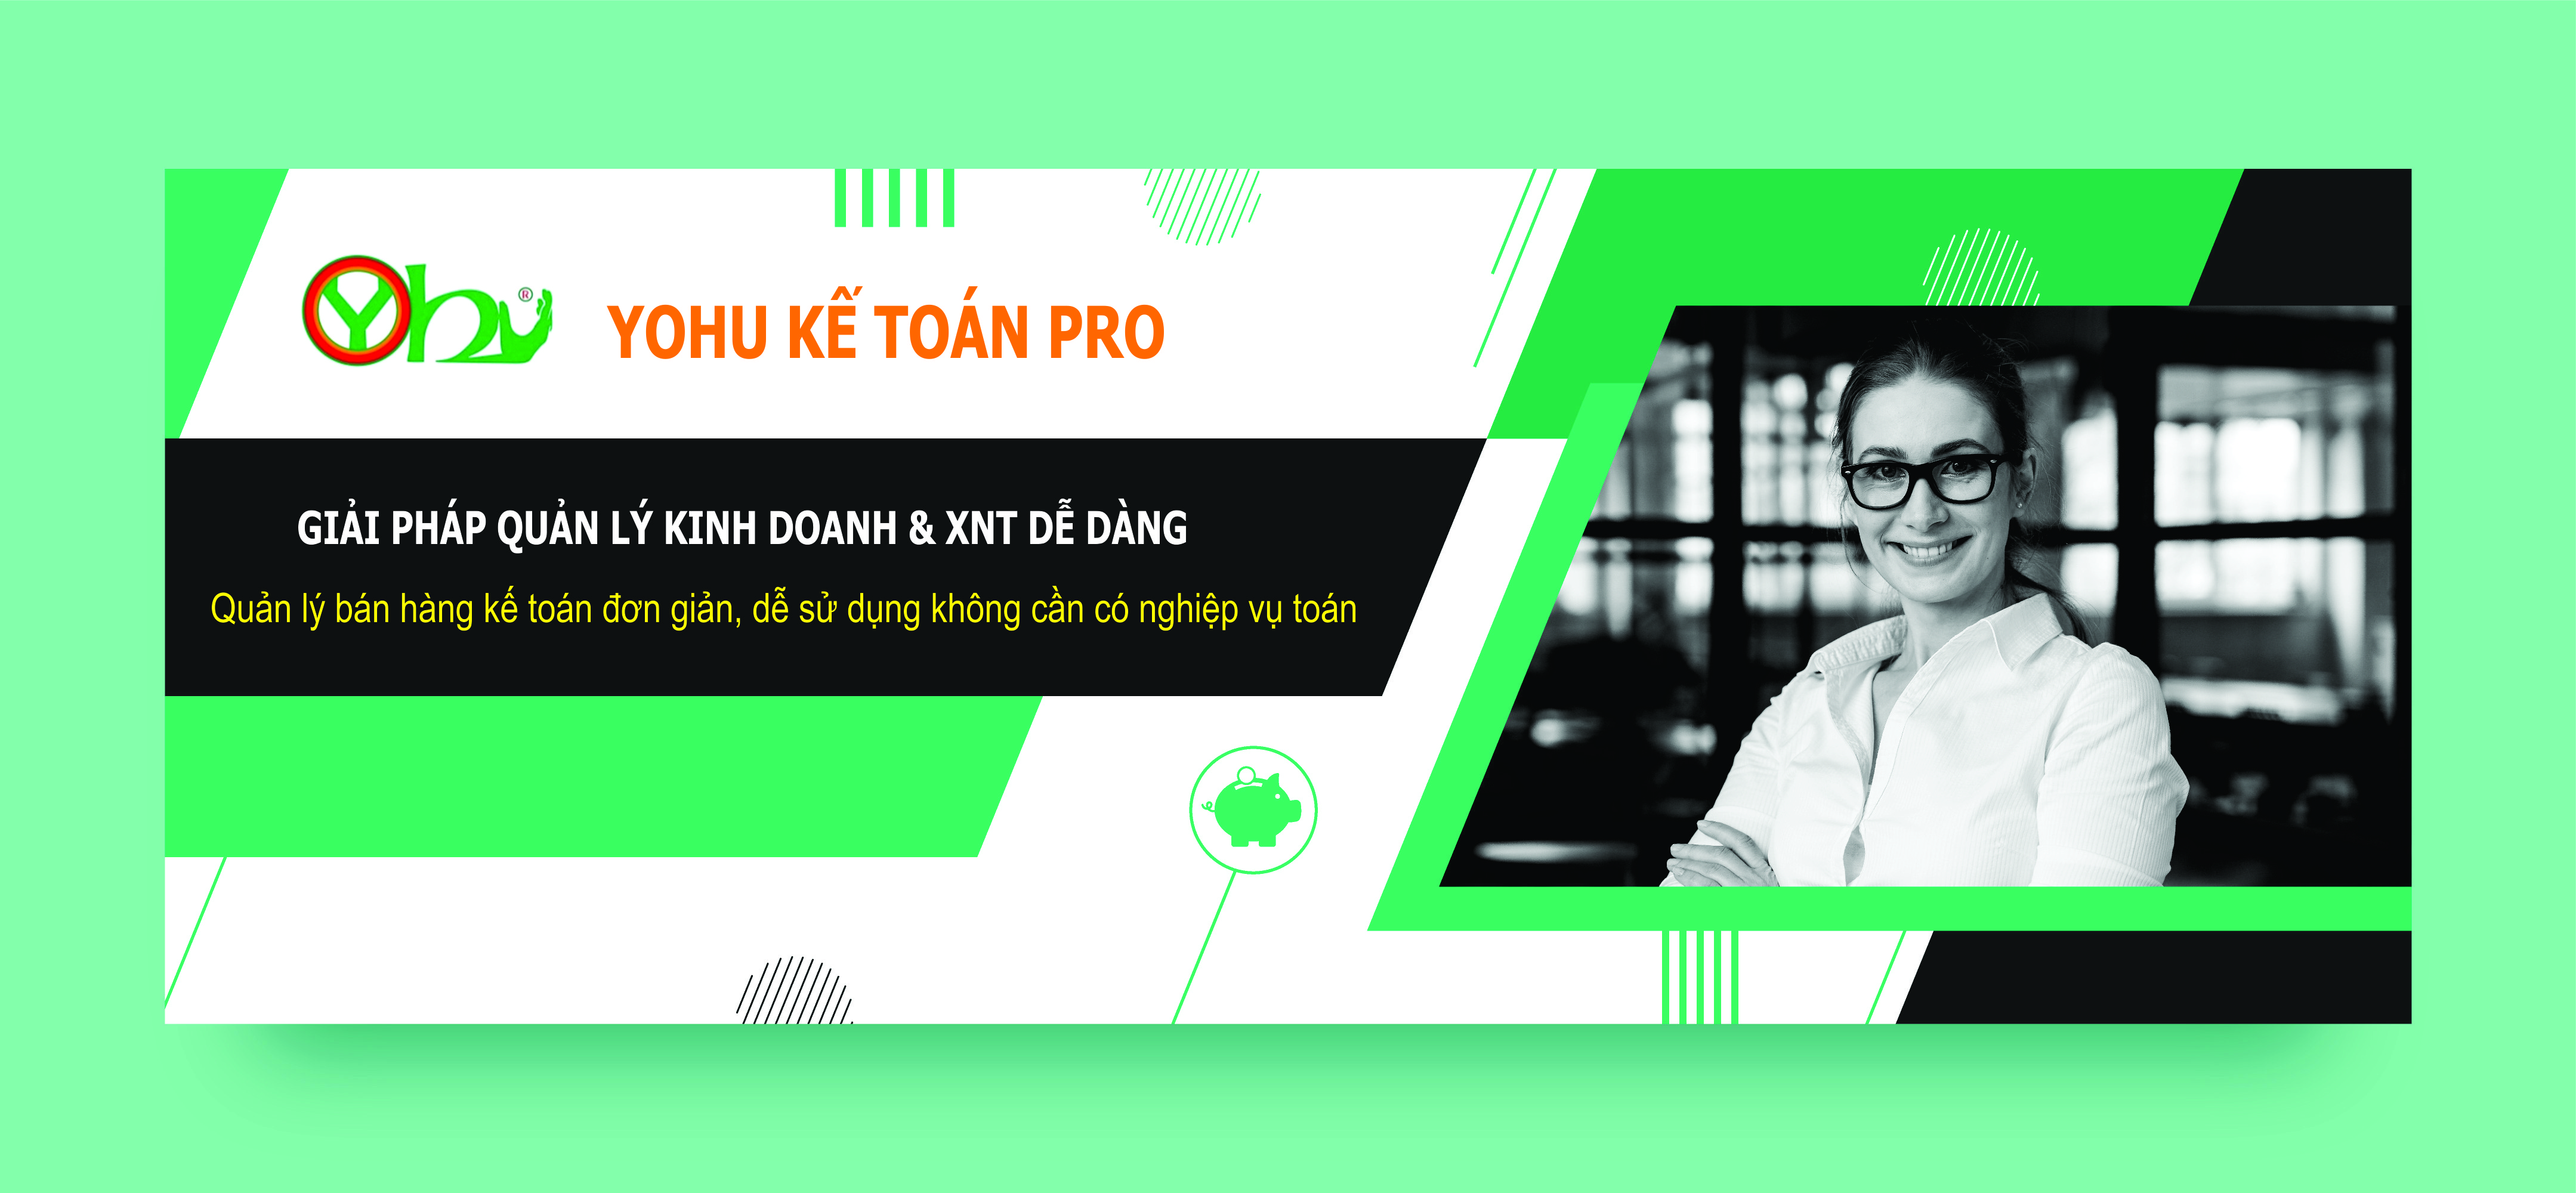 Yohu ®
YOHU KẾ TOÁN PRO
GIẢI PHÁP QUẢN LÝ KINH DOANH & XNT DỄ DÀNG
Quản lý bán hàng kế toán đơn giản, dễ sử dụng không cần có nghiệp vụ toán